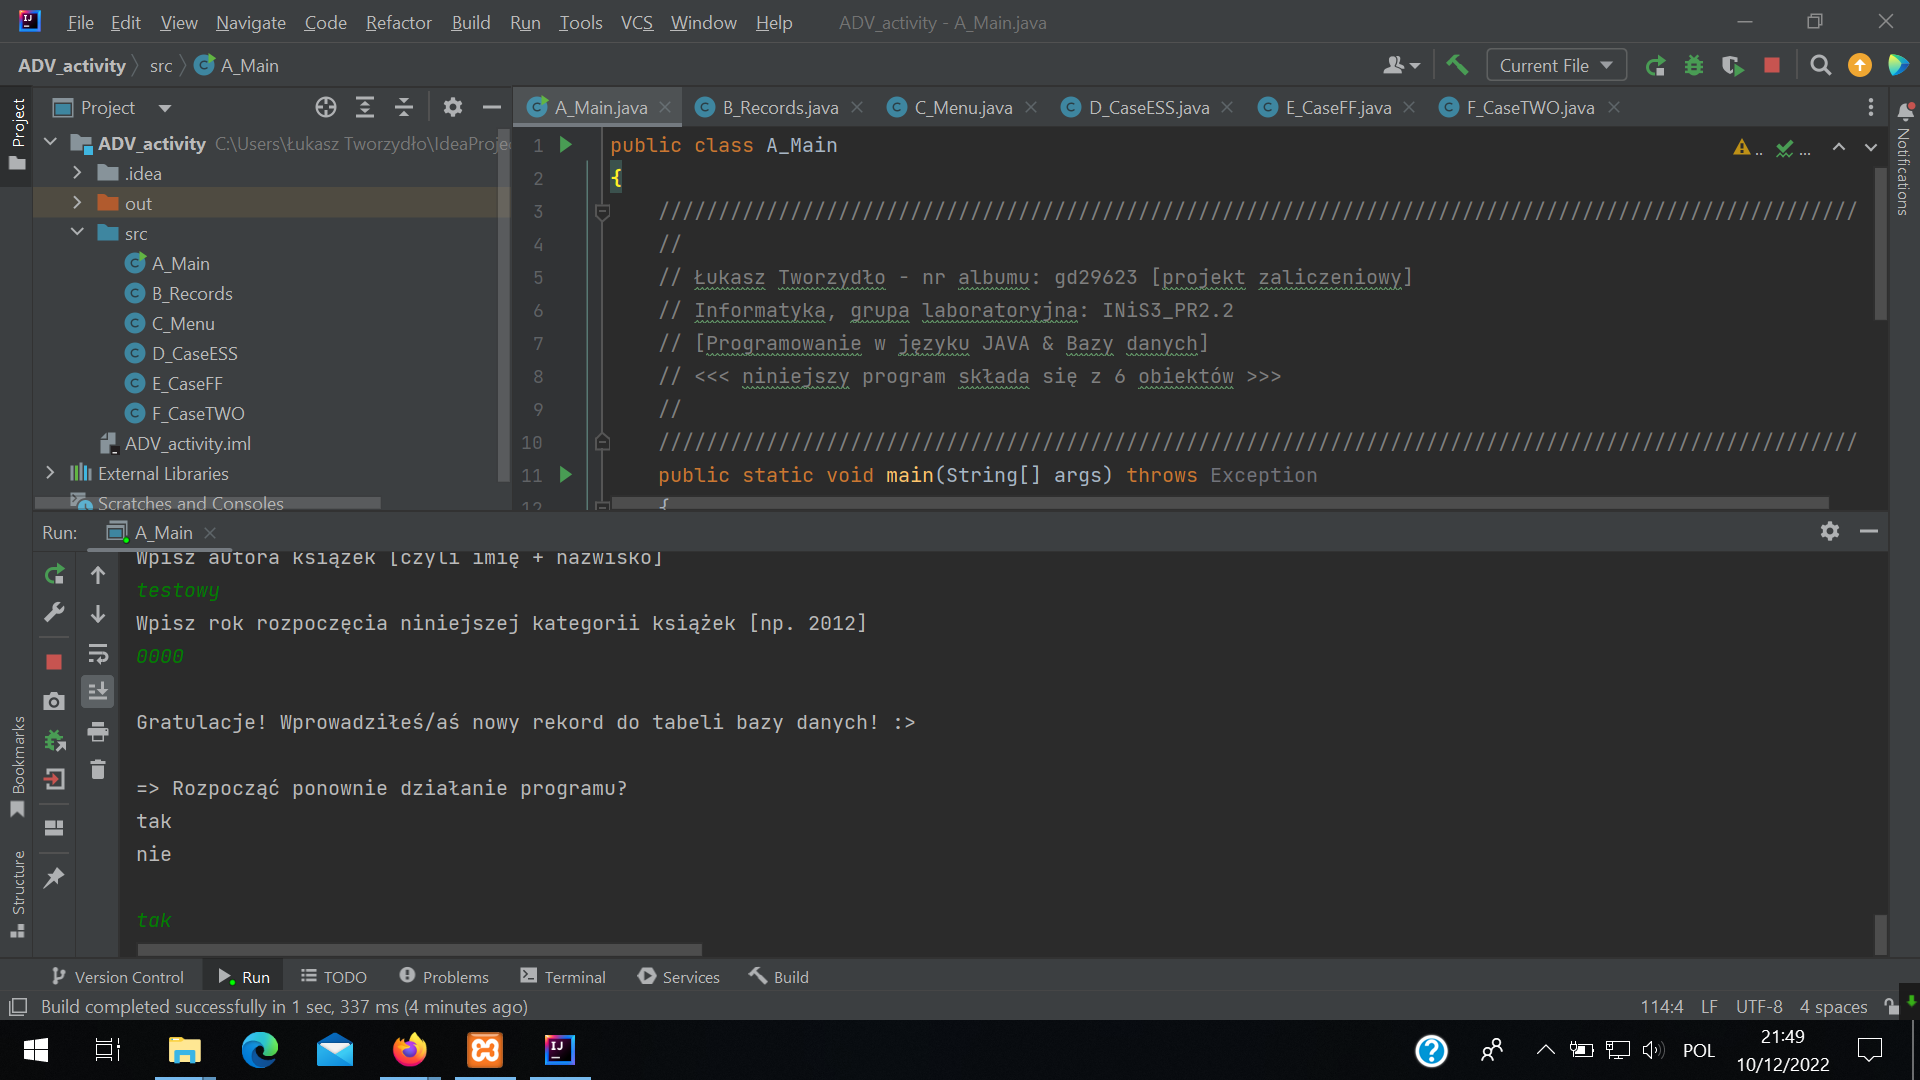 File Edit View Navigate Code Refactor Build Run Tools VCS Window Help ADV_activity - A_Main.java
ADV_activity src A_Main Current File
Project
Project
A_Main.java B_Records.java C_Menu.java D_CaseESS.java E_CaseFF.java F_CaseTWO.java
Notifications
ADV_activity C:\Users\Łukasz Tworzydło\IdeaProje
.idea
out
src
A_Main
B_Records
C_Menu
D_CaseESS
E_CaseFF
F_CaseTWO
ADV_activity.iml
External Libraries
Scratches and Consoles
1 public class A_Main
2 {
3 ////////////////////////////////////////////////////////////////////////////////////////////////////
4 //
5 // Łukasz Tworzydło - nr albumu: gd29623 [projekt zaliczeniowy]
6 // Informatyka, grupa laboratoryjna: INiS3_PR2.2
7 // [Programowanie w języku JAVA & Bazy danych]
8 // <<< niniejszy program składa się z 6 obiektów >>>
9 //
10 ////////////////////////////////////////////////////////////////////////////////////////////////////
11 public static void main(String[] args) throws Exception
12 {
Run: A_Main
Wpisz autora książek [czyli imię + nazwisko]
testowy
Wpisz rok rozpoczęcia niniejszej kategorii książek [np. 2012]
0000
Gratulacje! Wprowadziłeś/aś nowy rekord do tabeli bazy danych! :>
=> Rozpocząć ponownie działanie programu?
tak
nie
tak
Bookmarks
Structure
Version Control Run TODO Problems Terminal Services Build
Build completed successfully in 1 sec, 337 ms (4 minutes ago) 114:4 LF UTF-8 4 spaces
POL 21:49
10/12/2022